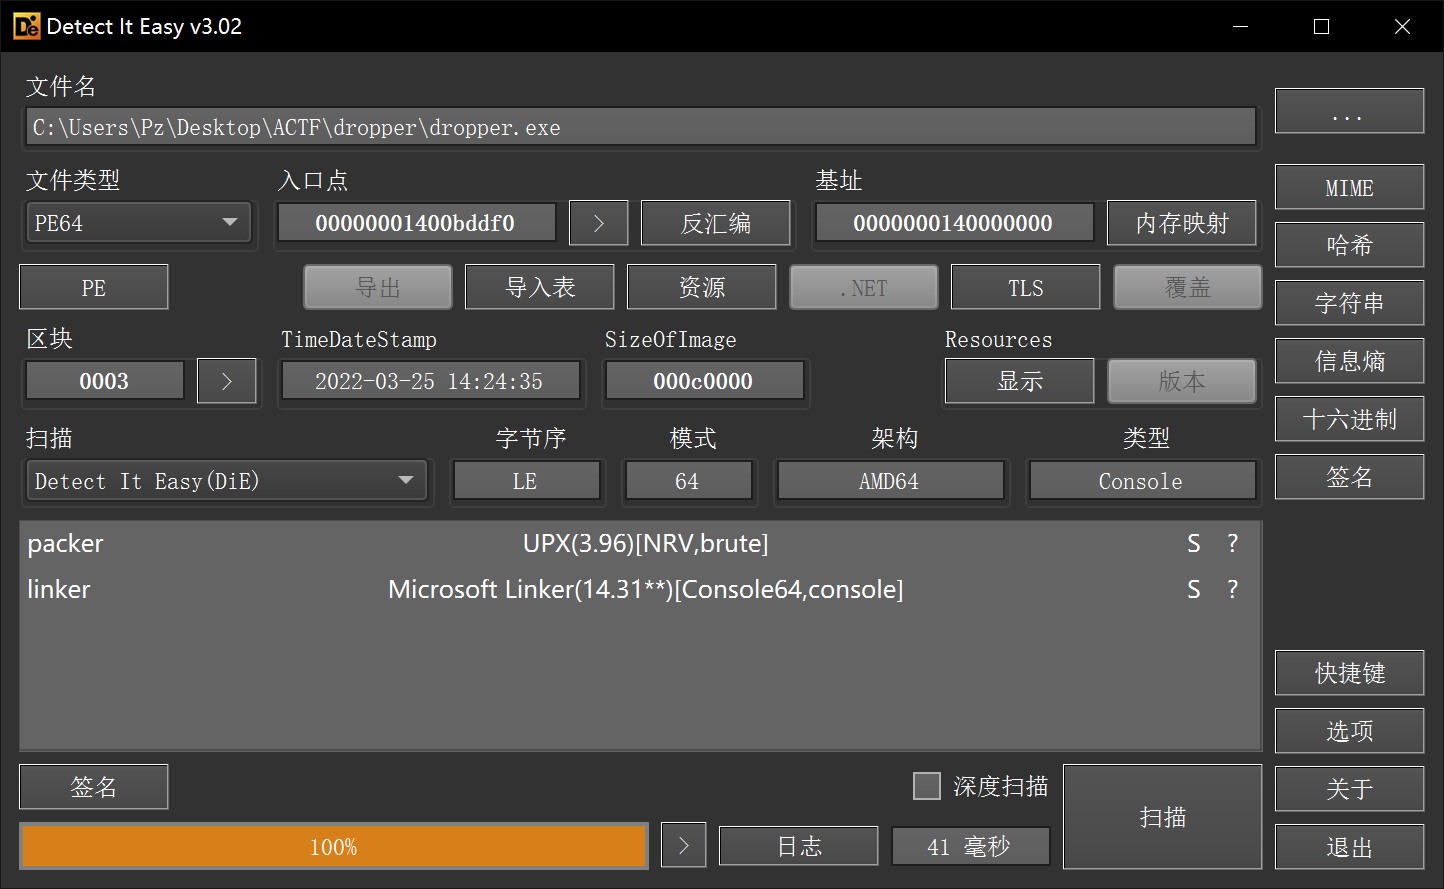 Detect It Easy v3.02
文件名
C:\Users\Pz\Desktop\ACTF\dropper\dropper.exe
...
文件类型 入口点 基址
PE64 00000001400bddf0 > 反汇编 0000000140000000 内存映射
MIME
哈希
PE 导出 导入表 资源 .NET TLS 覆盖
字符串
区块 TimeDateStamp SizeOfImage Resources
0003 > 2022-03-25 14:24:35 000c0000 显示 版本
信息熵
十六进制
扫描 字节序 模式 架构 类型
Detect It Easy(DiE) LE 64 AMD64 Console
签名
packer UPX(3.96)[NRV,brute] S ?
linker Microsoft Linker(14.31**)[Console64,console] S ?
快捷键
选项
签名 深度扫描 扫描
关于
100% > 日志 41 毫秒
退出